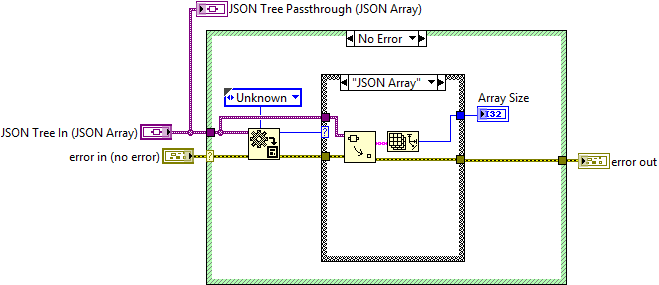 JSON Tree Passthrough (JSON Array)
No Error
"JSON Array"
Unknown
Array Size
I32
JSON Tree In (JSON Array)
?
error in (no error)
?
error out